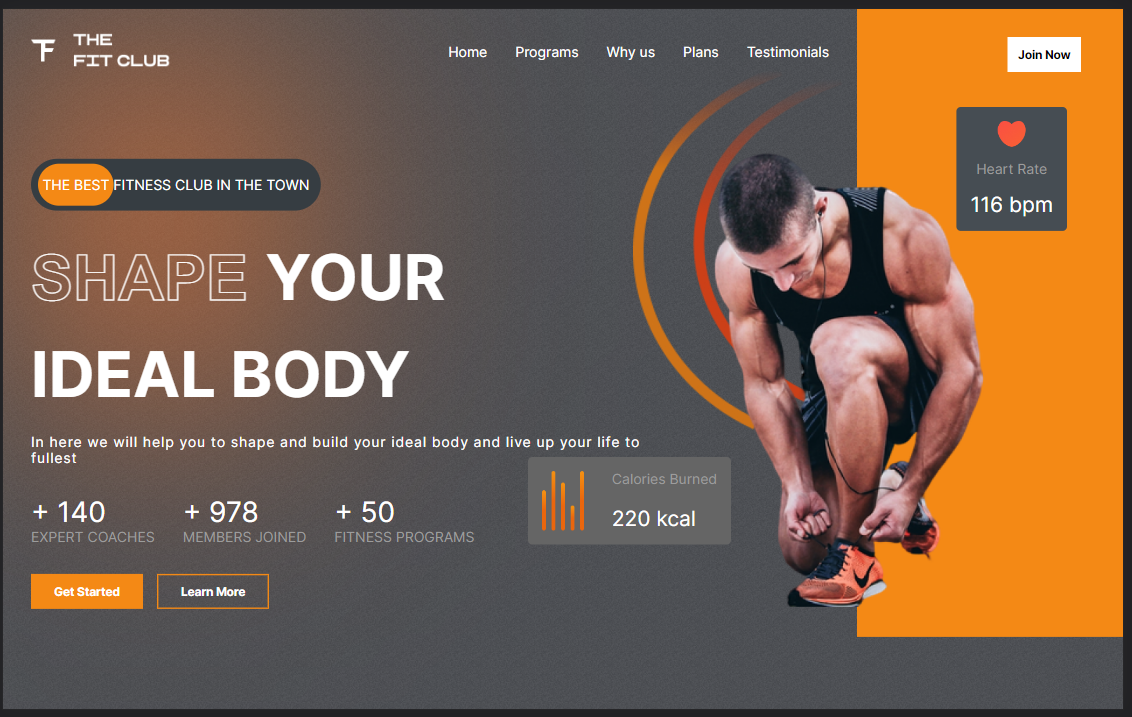 THE
FIT CLUB
Home Programs Why us Plans Testimonials
Join Now
Heart Rate
116 bpm
THE BEST FITNESS CLUB IN THE TOWN
SHAPE YOUR
IDEAL BODY
In here we will help you to shape and build your ideal body and live up your life to
fullest
Calories Burned
220 kcal
+ 140
EXPERT COACHES
+ 978
MEMBERS JOINED
+ 50
FITNESS PROGRAMS
Get Started
Learn More